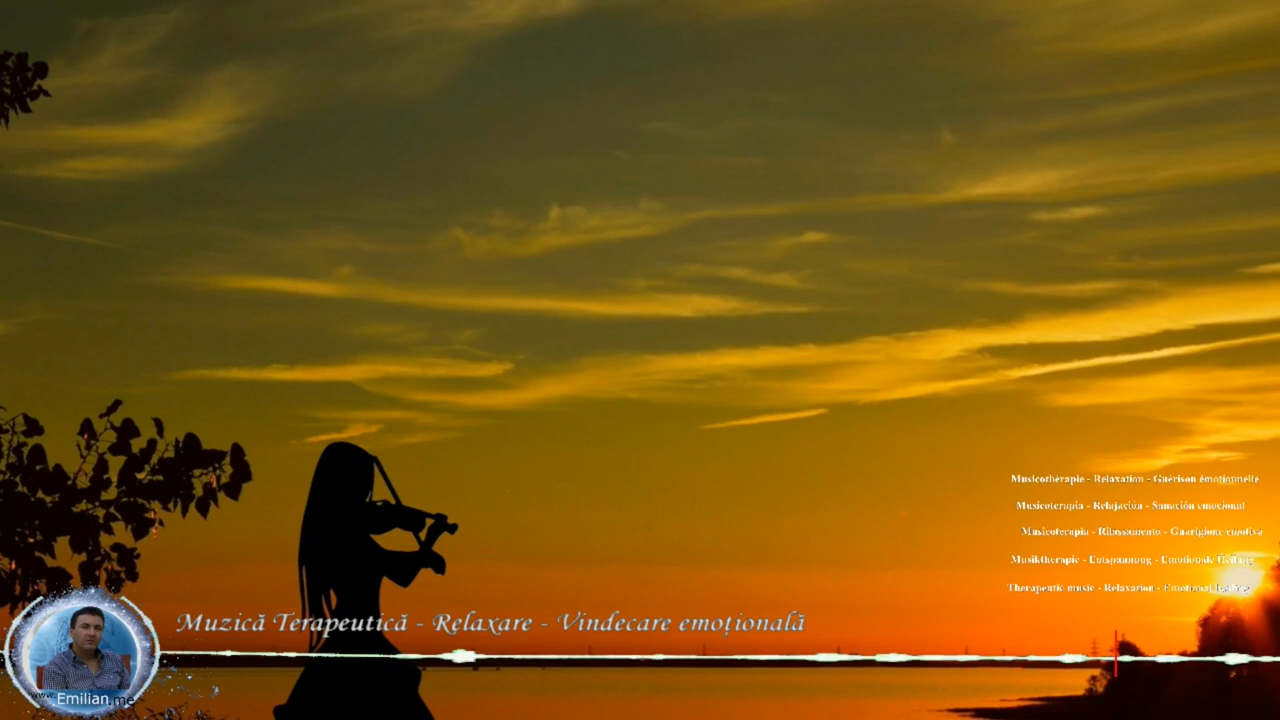 Musicothérapie - Relaxation - Guérison émotionnelle
Musicoterapia - Relajación - Sanación emocional
Musicoterapia - Rilassamento - Guarigione emotiva
Musiktherapie - Entspannung - Emotionale Heilung
Therapeutic music - Relaxation - Emotional healing
Muzică Terapeutică - Relaxare - Vindecare emoțională
www.Emilian.me